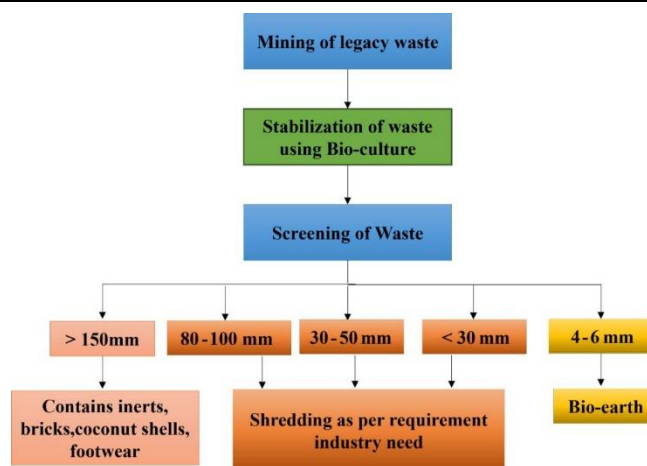 Mining of legacy waste
Stabilization of waste
using Bio-culture
Screening of Waste
> 150mm
80-100 mm
30-50 mm
< 30 mm
4-6 mm
Contains inerts,
bricks,coconut shells,
footwear
Shredding as per requirement
industry need
Bio-earth